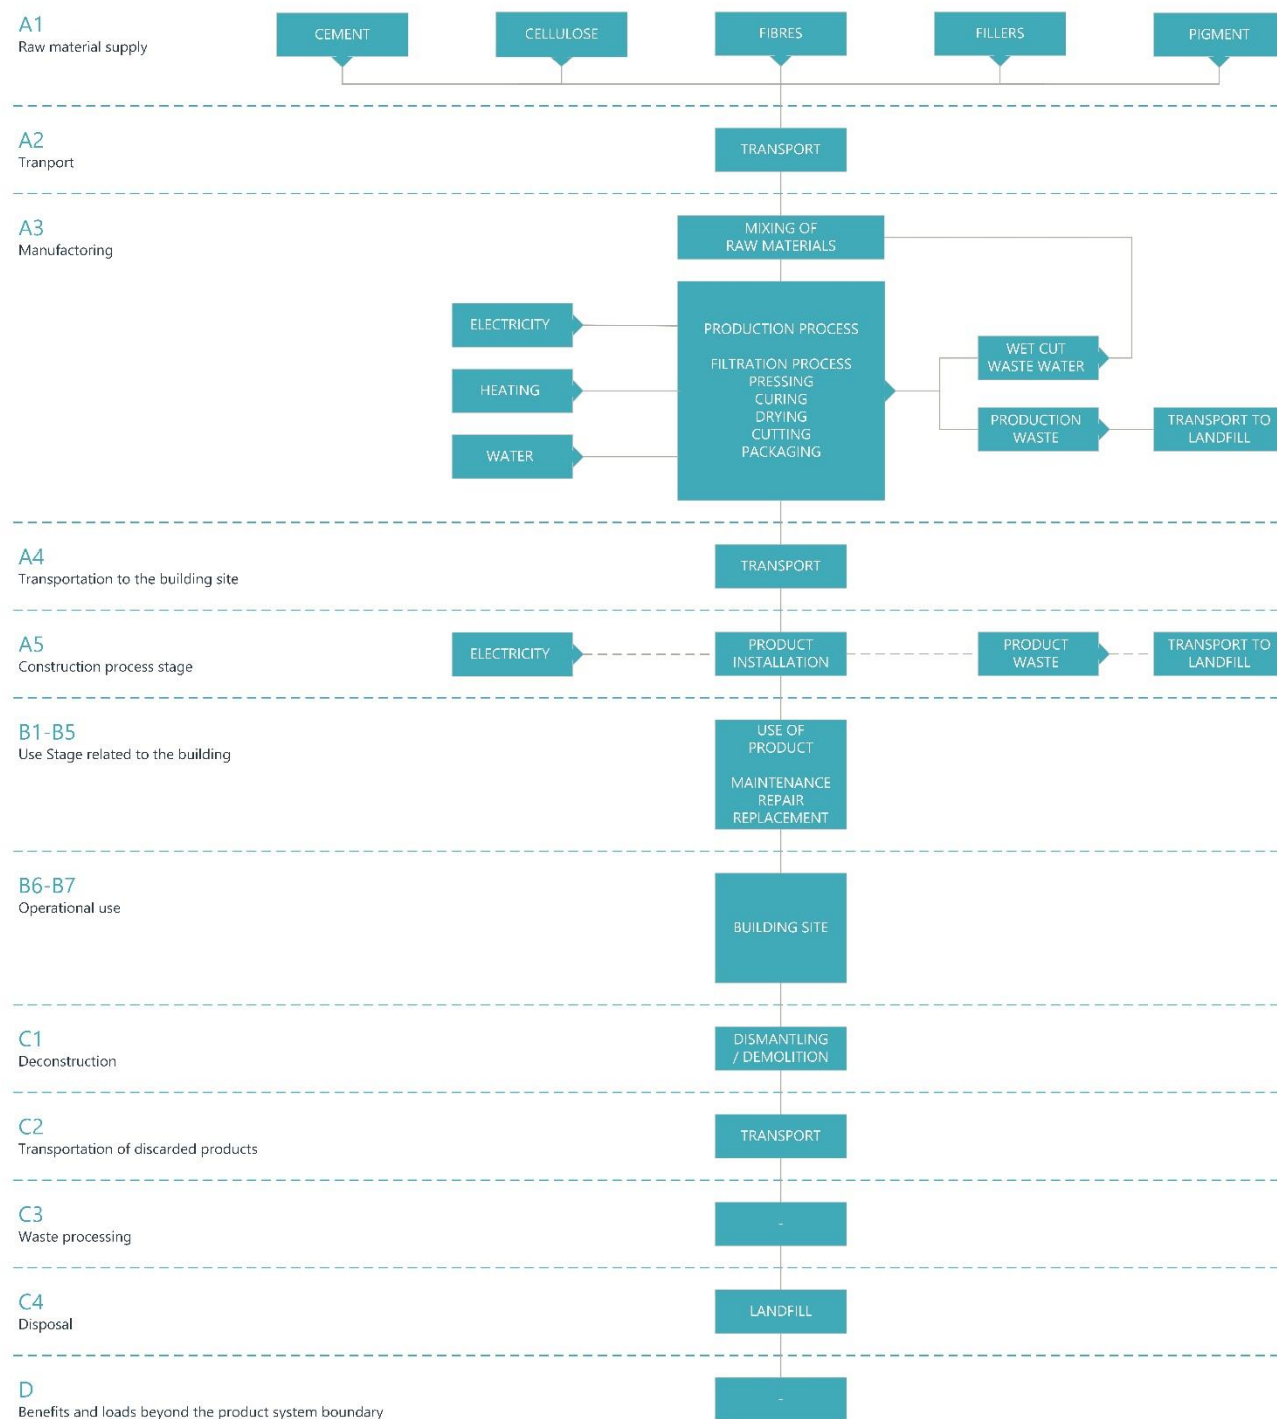 A1
Raw material supply
CEMENT
CELLULOSE
FIBRES
FILLERS
PIGMENT
A2
Tranport
TRANSPORT
A3
Manufactoring
MIXING OF
RAW MATERIALS
ELECTRICITY
HEATING
WATER
PRODUCTION PROCESS
FILTRATION PROCESS
PRESSING
CURING
DRYING
CUTTING
PACKAGING
WET CUT
WASTE WATER
PRODUCTION
WASTE
TRANSPORT TO
LANDFILL
A4
Transportation to the building site
TRANSPORT
A5
Construction process stage
ELECTRICITY
PRODUCT
INSTALLATION
PRODUCT
WASTE
TRANSPORT TO
LANDFILL
B1-B5
Use Stage related to the building
USE OF
PRODUCT
MAINTENANCE
REPAIR
REPLACEMENT
B6-B7
Operational use
BUILDING SITE
C1
Deconstruction
DISMANTLING
/ DEMOLITION
C2
Transportation of discarded products
TRANSPORT
C3
Waste processing
-
C4
Disposal
LANDFILL
D
Benefits and loads beyond the product system boundary
-